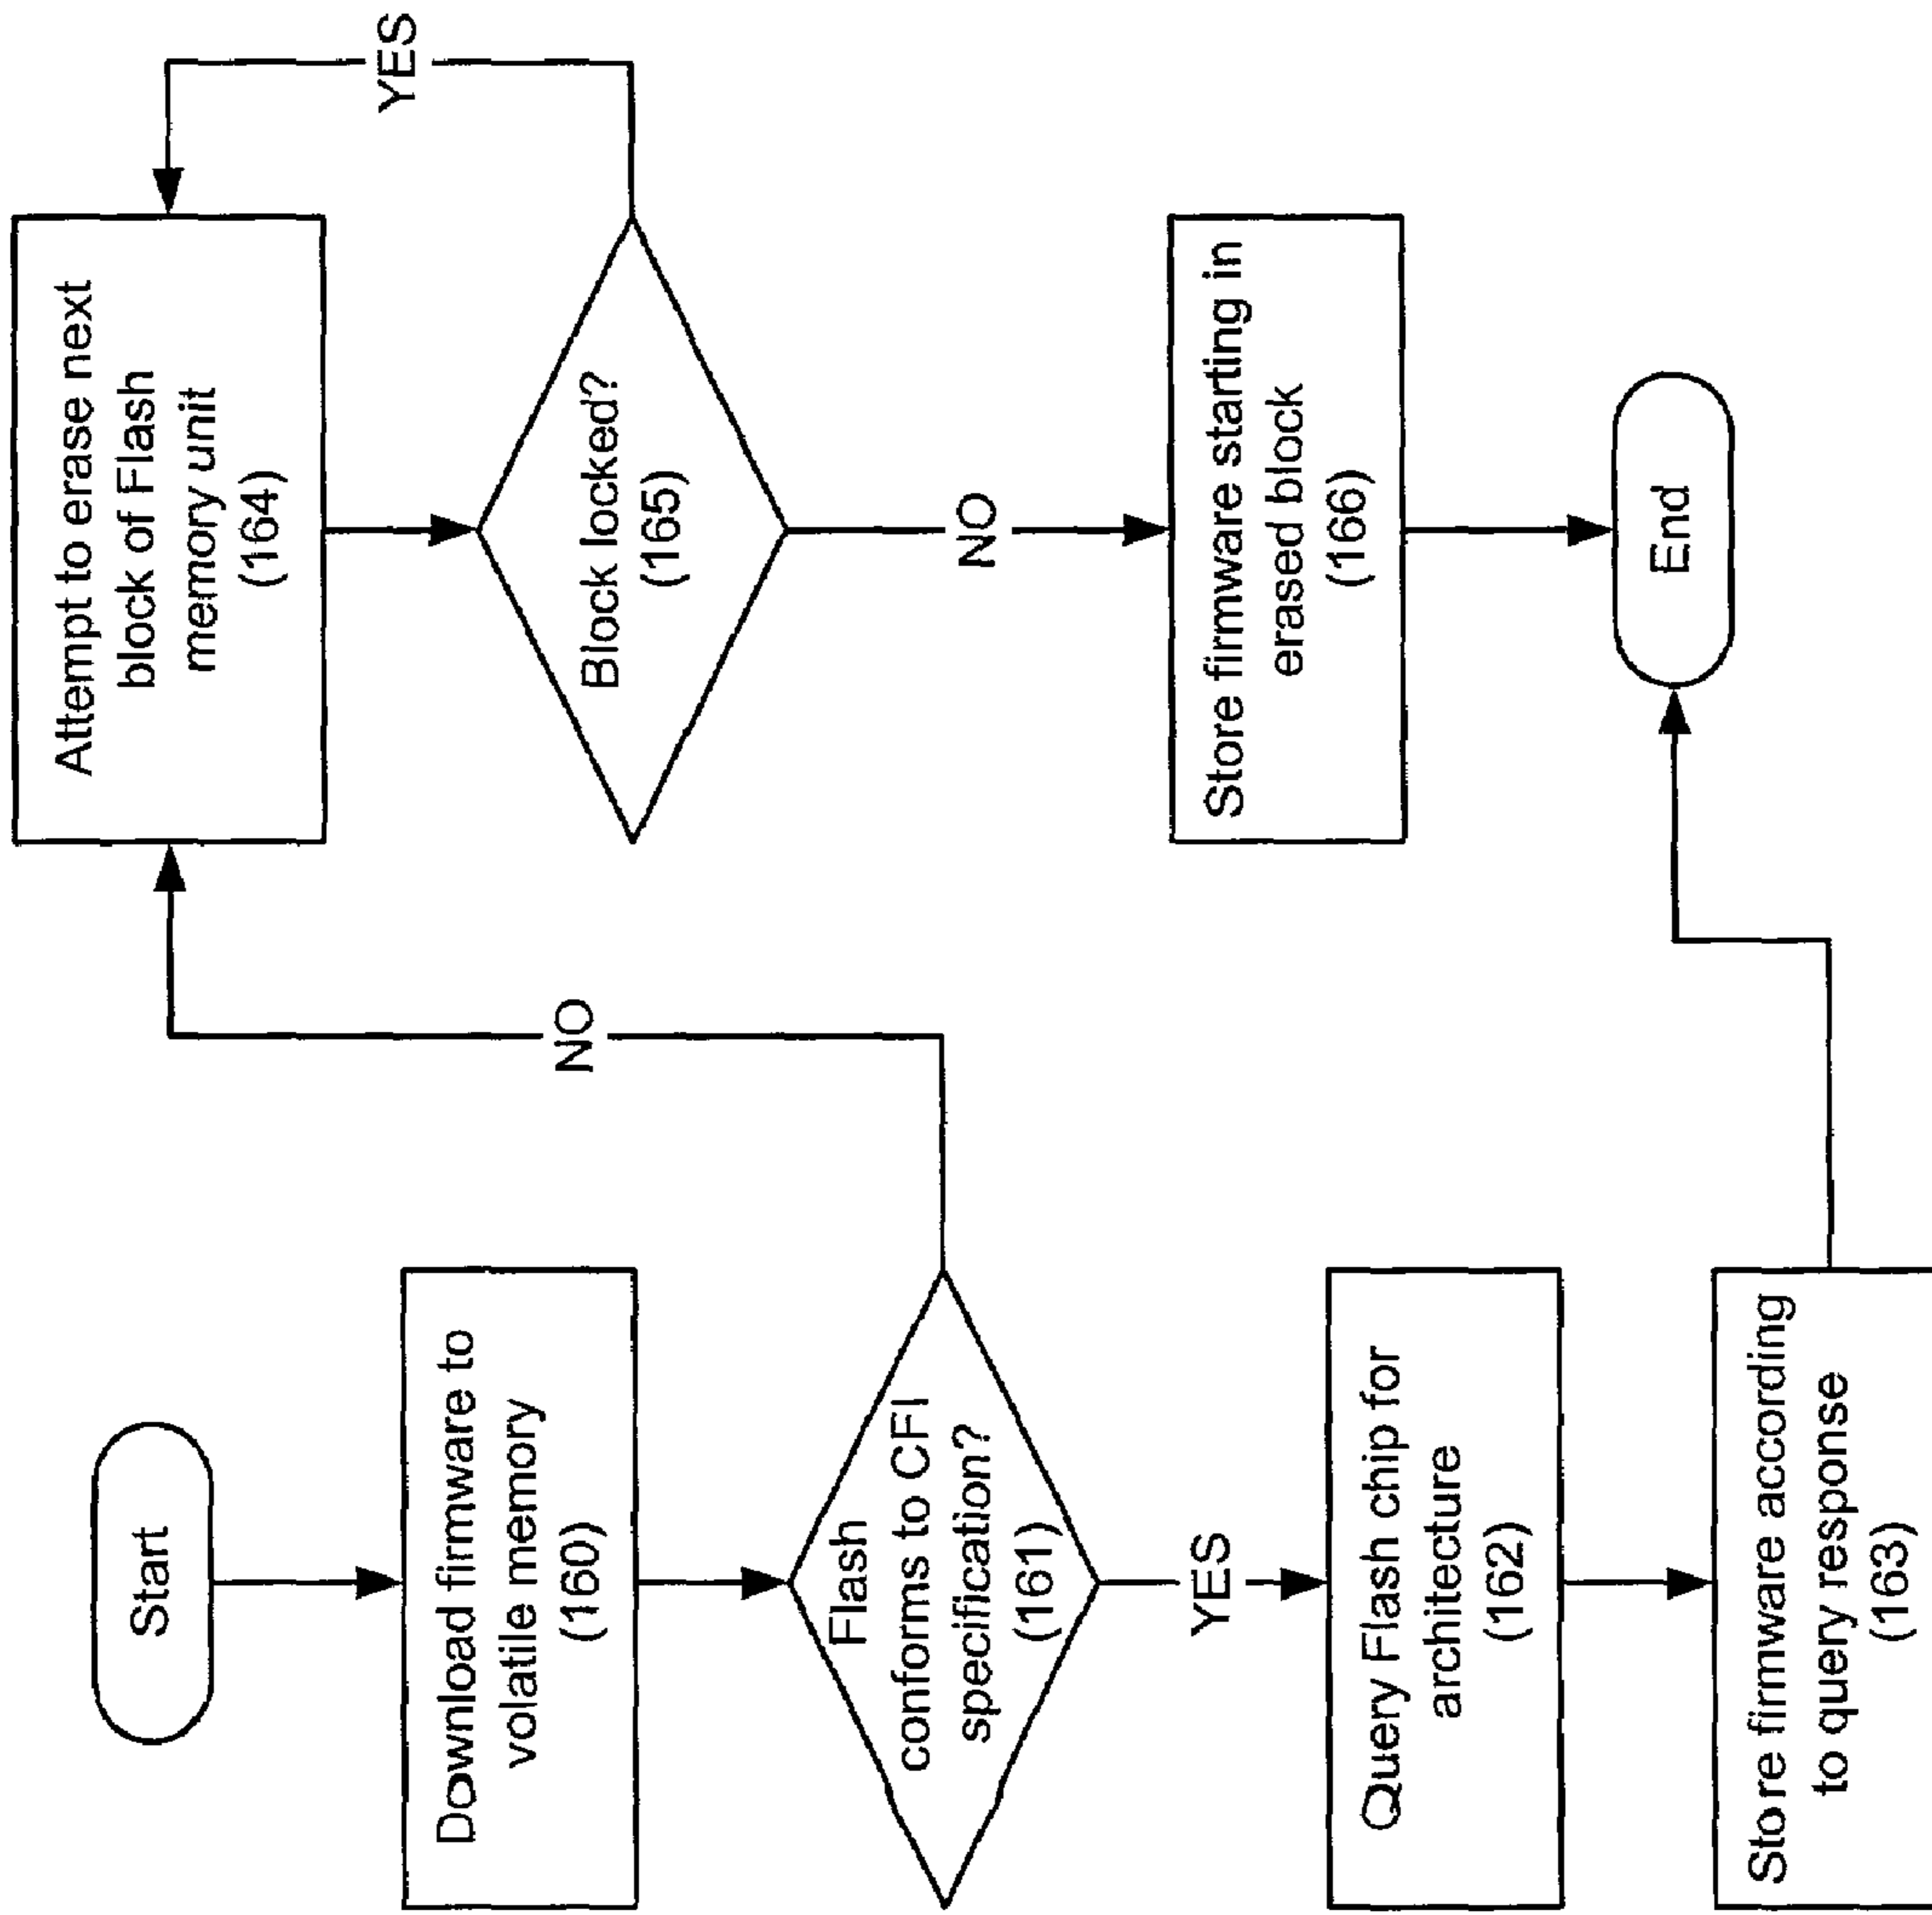 Start
Download firmware to
volatile memory
(160)
Flash
conforms to CFI
specification?
(161)
YES
Query Flash chip for
architecture
(162)
Store firmware according
to query response
(163)
NO
Attempt to erase next
block of Flash
memory unit
(164)
Block locked?
(165)
YES
NO
Store firmware starting in
erased block
(166)
End